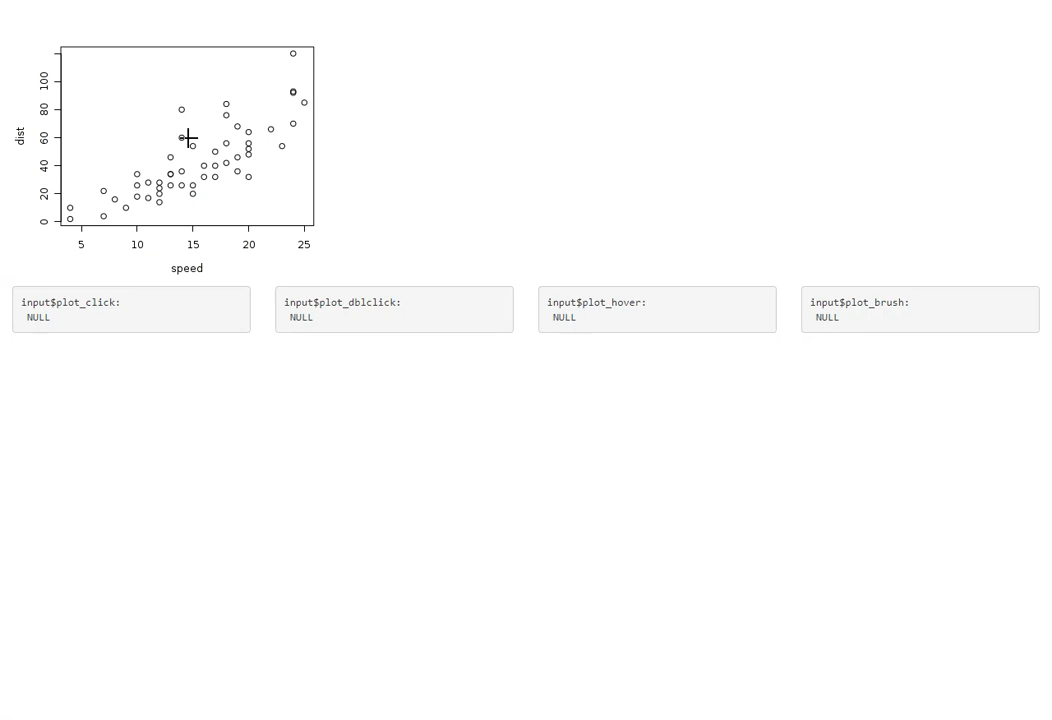 dist
100
80
60
40
20
0
5 10 15 20 25
speed
input$plot_click:
NULL
input$plot_dblclick:
NULL
input$plot_hover:
NULL
input$plot_brush:
NULL